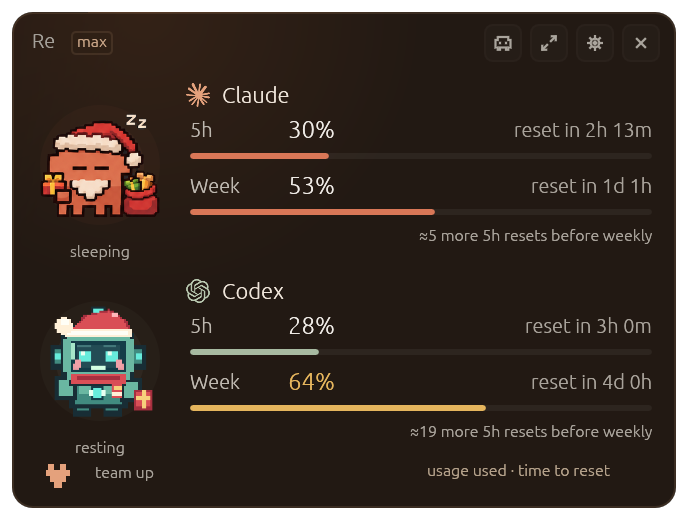 Re max
zz
Claude
5h 30% reset in 2h 13m
Week 53% reset in 1d 1h
≈5 more 5h resets before weekly
sleeping
Codex
5h 28% reset in 3h 0m
Week 64% reset in 4d 0h
≈19 more 5h resets before weekly
resting
team up usage used · time to reset